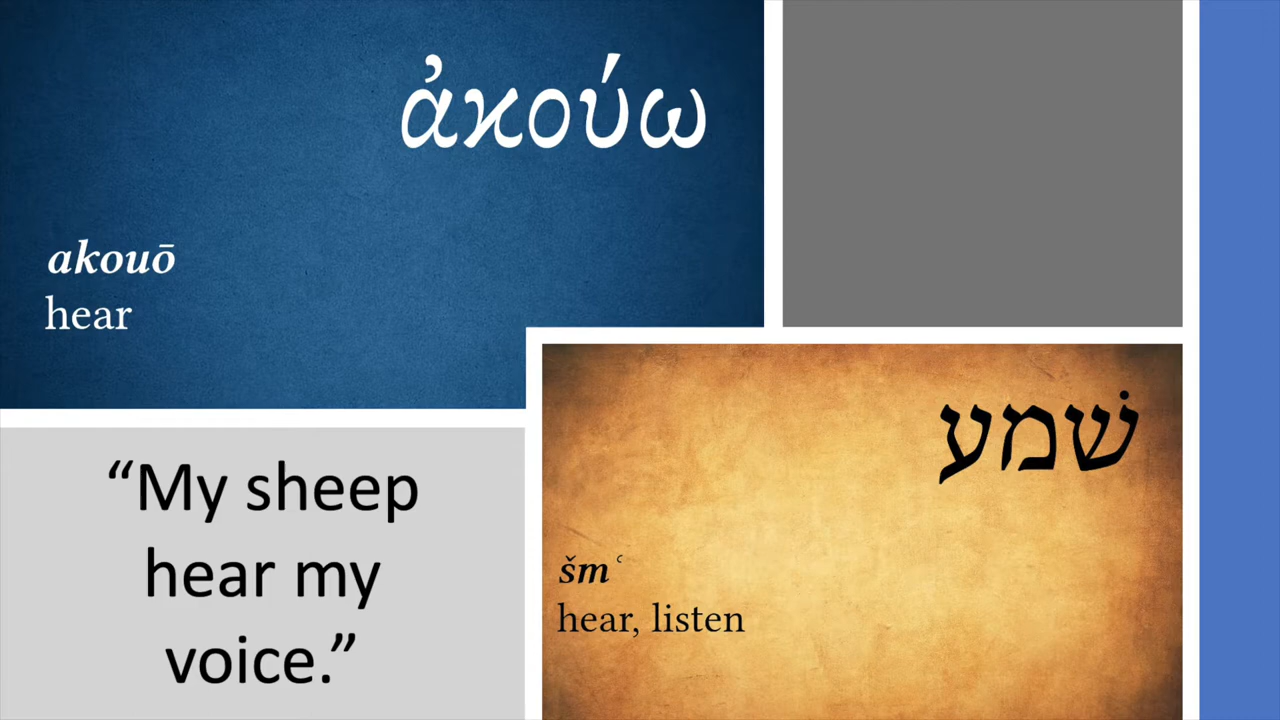 ἀκούω
akouō
hear
“My sheep
hear my
voice.”
שׁמע
šmʿ
hear, listen